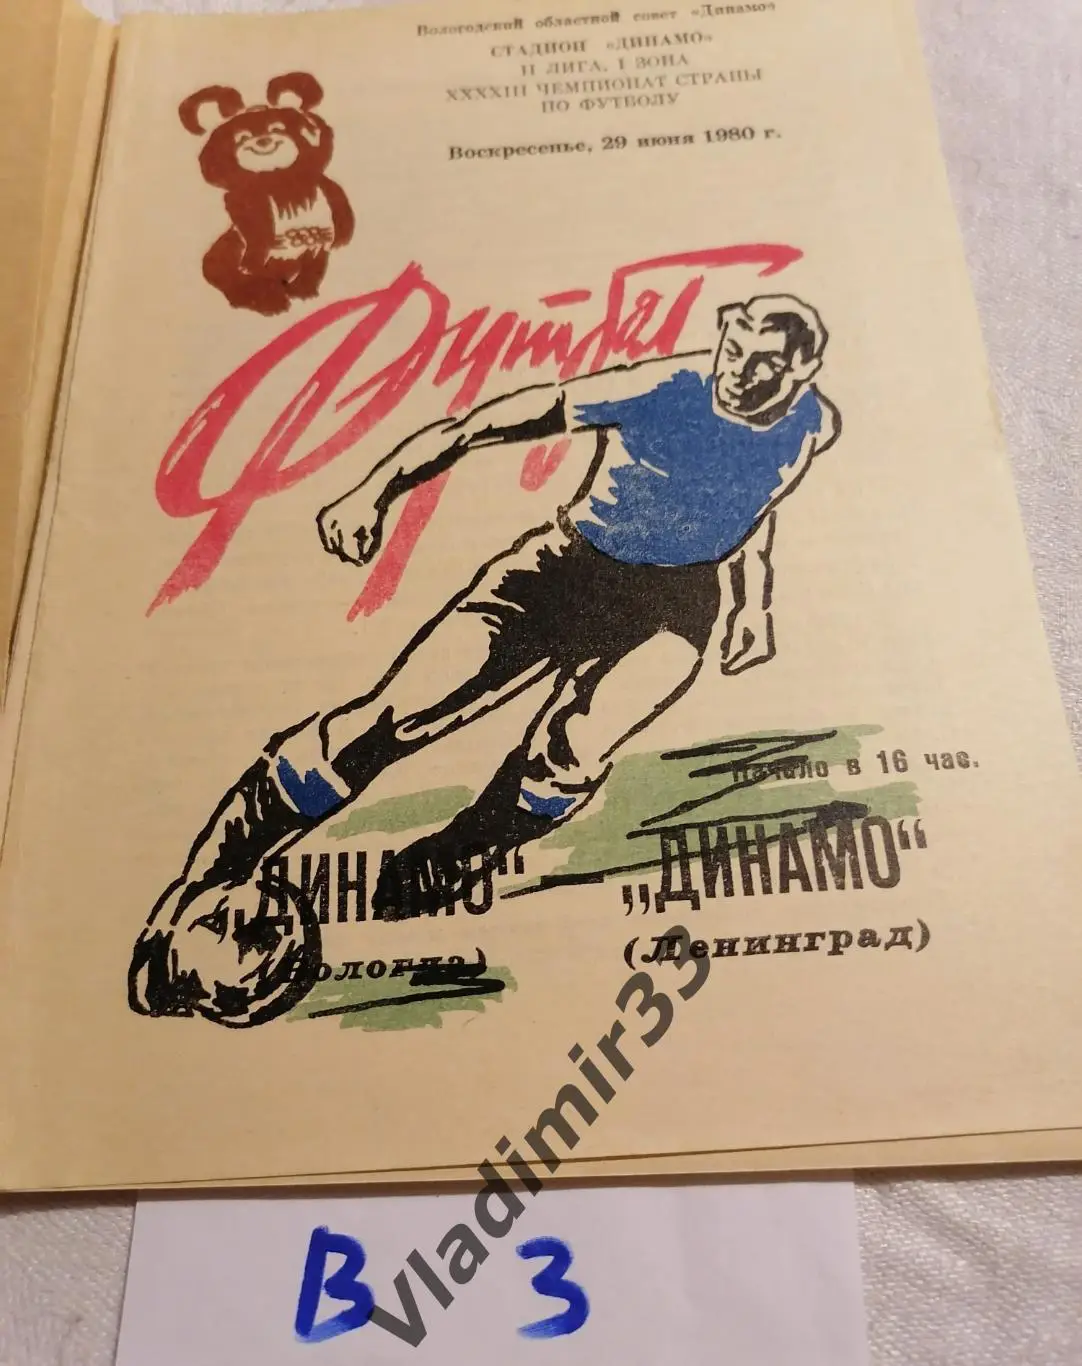 Вологодский областной совет «Динамо»
СТАДИОН «ДИНАМО»
II ЛИГА, I ЗОНА
XXXXIII ЧЕМПИОНАТ СТРАНЫ
ПО ФУТБОЛУ
Воскресенье, 29 июня 1980 г.
Футбол
Начало в 16 час.
„ДИНАМО“ — „ДИНАМО“
(Вологда) (Ленинград)
Vladimir33
В 3